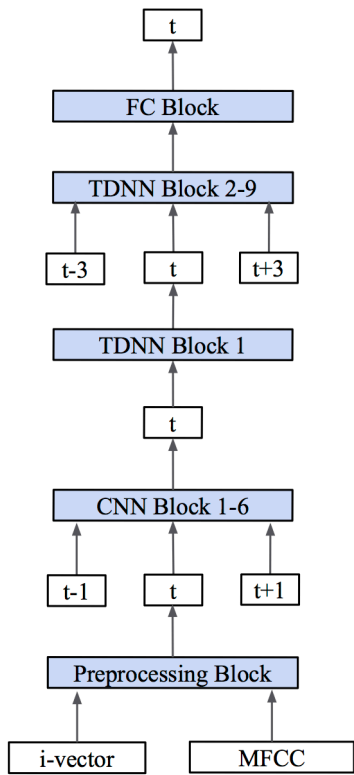 t
FC Block
TDNN Block 2-9
t-3
t
t+3
TDNN Block 1
t
CNN Block 1-6
t-1
t
t+1
Preprocessing Block
i-vector
MFCC